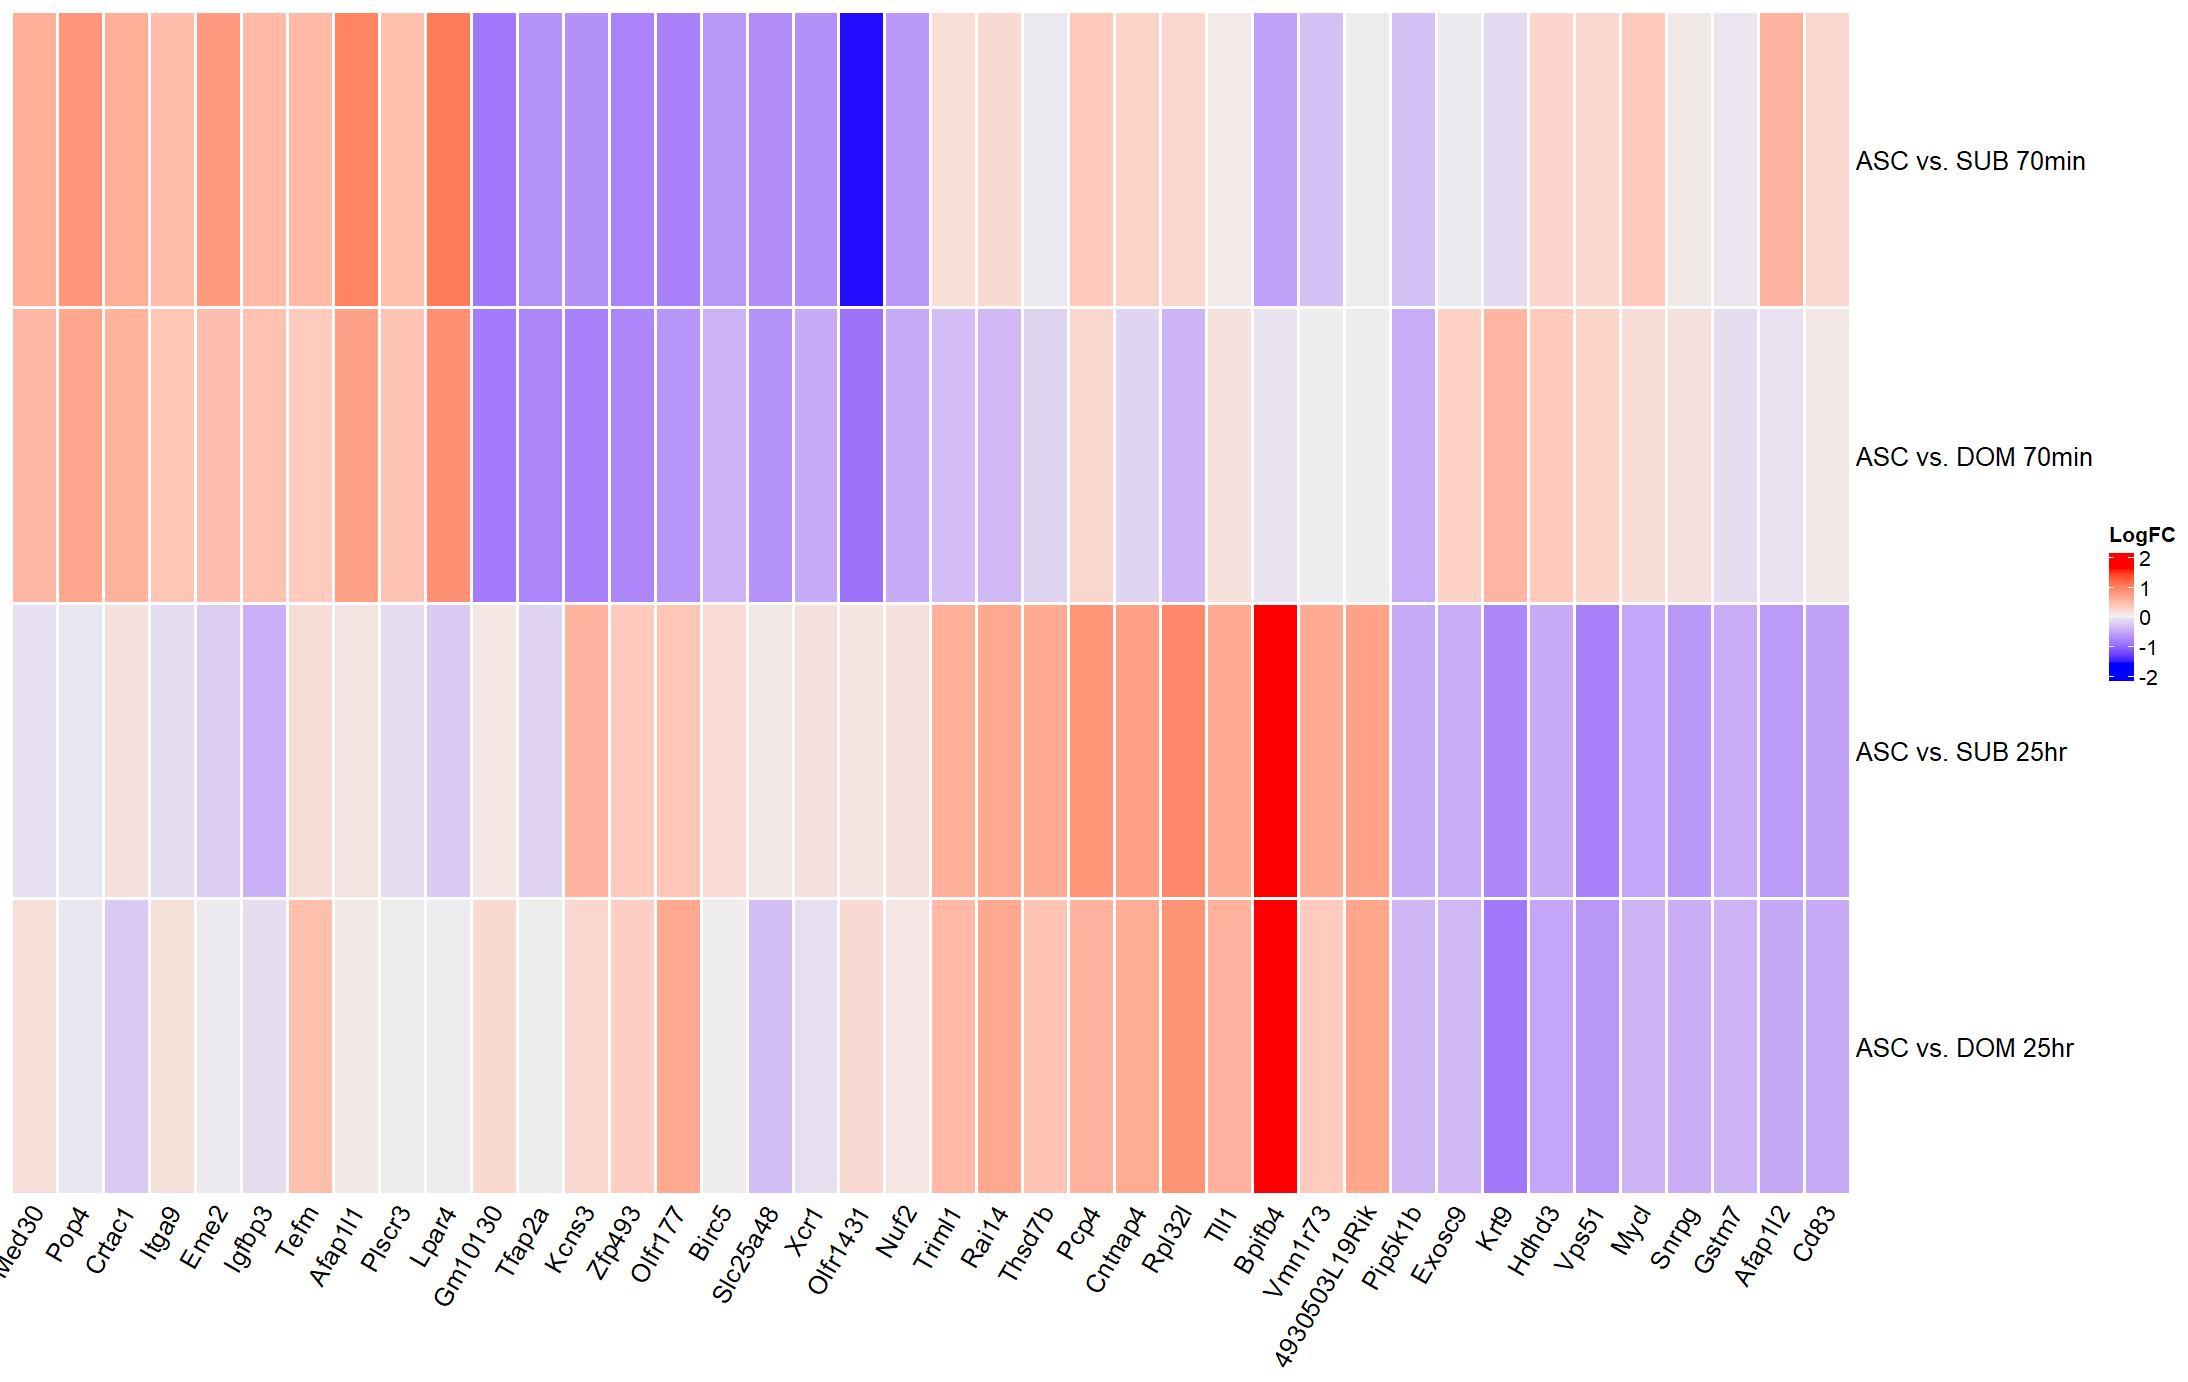 ASC vs. SUB 70min
ASC vs. DOM 70min
LogFC
2
1
0
-1
-2
ASC vs. SUB 25hr
ASC vs. DOM 25hr
Med30
Pop4
Crtac1
Itga9
Eme2
Igfbp3
Tefm
Afap1l1
Plscr3
Lpar4
Gm10130
Tfap2a
Kcns3
Zfp493
Olfr177
Birc5
Slc25a48
Xcr1
Olfr1431
Nuf2
Triml1
Rai14
Thsd7b
Pcp4
Cntnap4
Rpl32l
Tll1
Bpifb4
Vmn1r73
4930503L19Rik
Pip5k1b
Exosc9
Krt9
Hdhd3
Vps51
Mycl
Snrpg
Gstm7
Afap1l2
Cd83